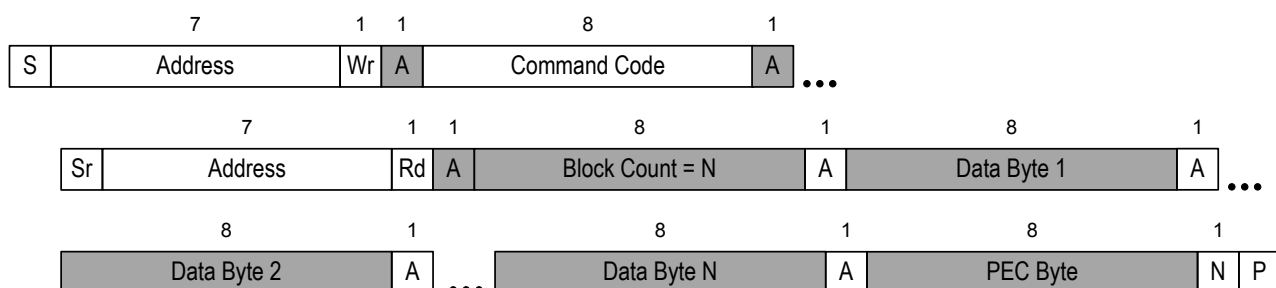 7 1 1 8 1
S Address Wr A Command Code A ...
7 1 1 8 1 8 1
Sr Address Rd A Block Count = N A Data Byte 1 A ...
8 1 8 1 8 1
Data Byte 2 A ... Data Byte N A PEC Byte N P